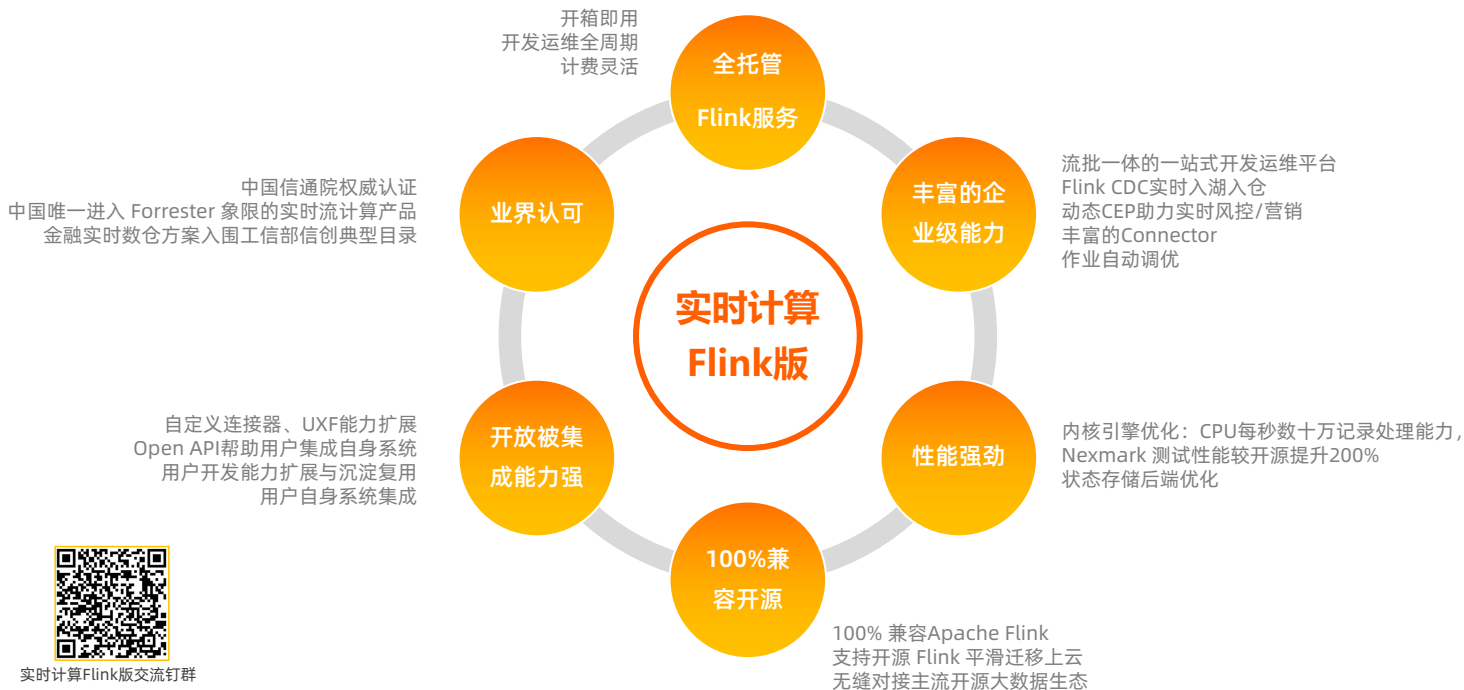 开箱即用
开发运维全周期
计费灵活
全托管
Flink服务
中国信通院权威认证
中国唯一进入 Forrester 象限的实时流计算产品
金融实时数仓方案入围工信部信创典型目录
业界认可
丰富的企
业级能力
流批一体的一站式开发运维平台
Flink CDC实时入湖入仓
动态CEP助力实时风控/营销
丰富的Connector
作业自动调优
实时计算
Flink版
自定义连接器、UXF能力扩展
Open API帮助用户集成自身系统
用户开发能力扩展与沉淀复用
用户自身系统集成
开放被集
成能力强
性能强劲
内核引擎优化：CPU每秒数十万记录处理能力，
Nexmark 测试性能较开源提升200%
状态存储后端优化
100%兼
容开源
100% 兼容Apache Flink
支持开源 Flink 平滑迁移上云
无缝对接主流开源大数据生态
实时计算Flink版交流钉群